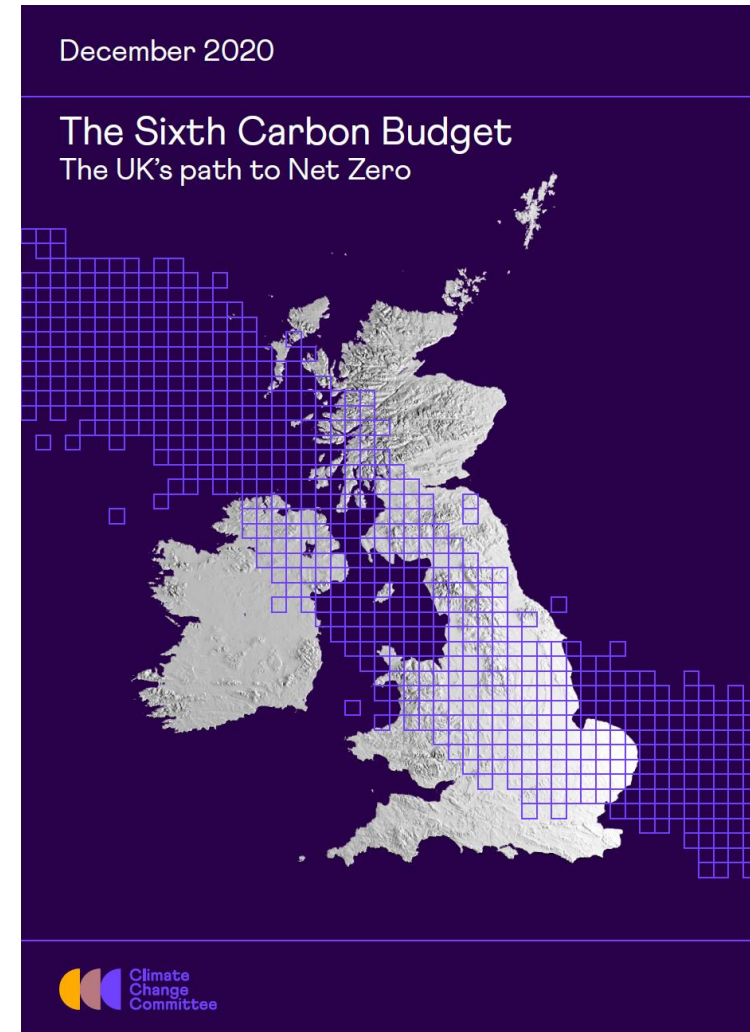 December 2020
The Sixth Carbon Budget
The UK's path to Net Zero
Climate
Change
Committee